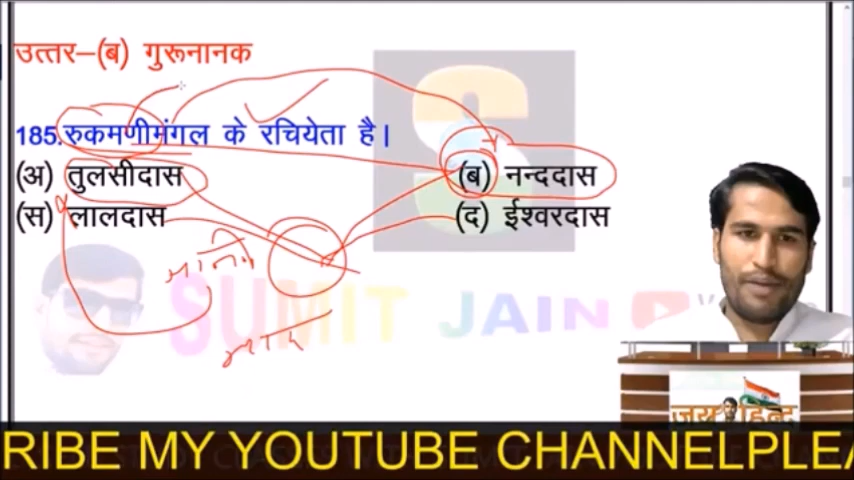 उत्तर–(ब) गुरूनानक
185.रुकमणीमंगल के रचियेता है।
(अ) तुलसीदास (ब) नन्ददास
(स) लालदास (द) ईश्वरदास
SUMIT JAIN
जय हिन्द
RIBE MY YOUTUBE CHANNELPLEA